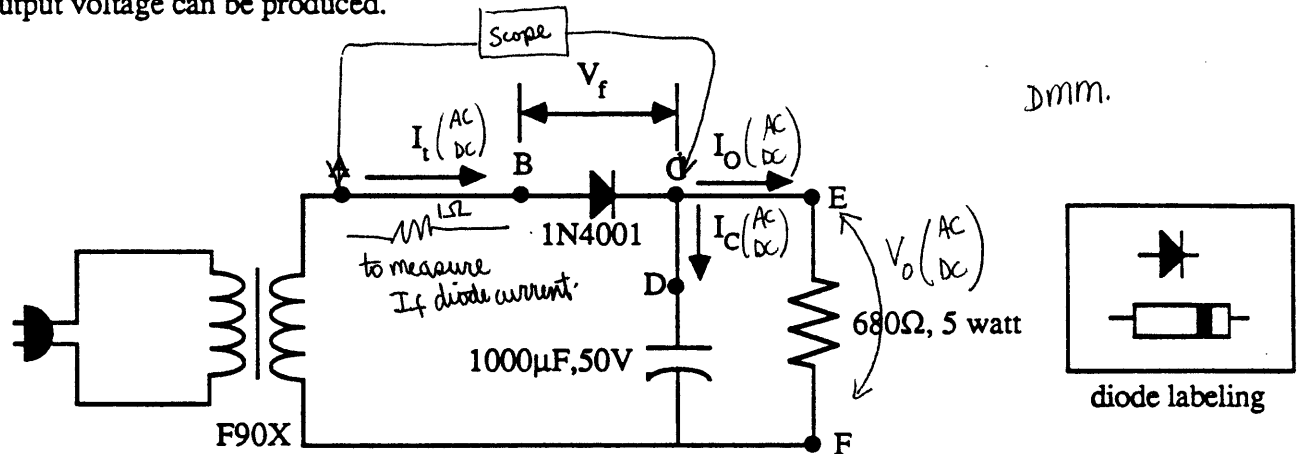 utput voltage can be produced.
Scope
Vf
DMM.
It (AC DC)
B
C
IO (AC DC)
E
1Ω
1N4001
IC (AC DC)
Vo (AC DC)
to measure
If diode current.
D
680Ω, 5 watt
1000µF,50V
diode labeling
F90X
F